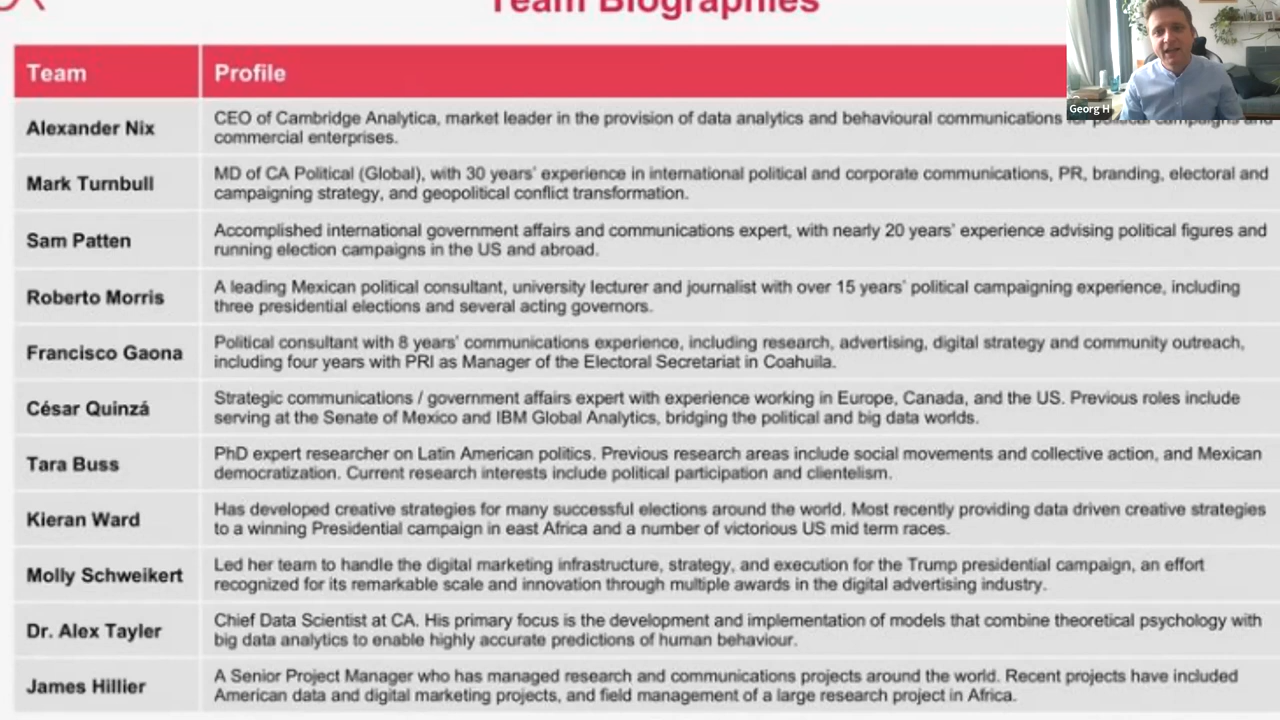 Team Biographies
Team
Profile
Georg H
Alexander Nix
CEO of Cambridge Analytica, market leader in the provision of data analytics and behavioural communications for political campaigns and
commercial enterprises.
Mark Turnbull
MD of CA Political (Global), with 30 years' experience in international political and corporate communications, PR, branding, electoral and
campaigning strategy, and geopolitical conflict transformation.
Sam Patten
Accomplished international government affairs and communications expert, with nearly 20 years' experience advising political figures and
running election campaigns in the US and abroad.
Roberto Morris
A leading Mexican political consultant, university lecturer and journalist with over 15 years' political campaigning experience, including
three presidential elections and several acting governors.
Francisco Gaona
Political consultant with 8 years' communications experience, including research, advertising, digital strategy and community outreach,
including four years with PRI as Manager of the Electoral Secretariat in Coahuila.
César Quinzá
Strategic communications / government affairs expert with experience working in Europe, Canada, and the US. Previous roles include
serving at the Senate of Mexico and IBM Global Analytics, bridging the political and big data worlds.
Tara Buss
PhD expert researcher on Latin American politics. Previous research areas include social movements and collective action, and Mexican
democratization. Current research interests include political participation and clientelism.
Kieran Ward
Has developed creative strategies for many successful elections around the world. Most recently providing data driven creative strategies
to a winning Presidential campaign in east Africa and a number of victorious US mid term races.
Molly Schweikert
Led her team to handle the digital marketing infrastructure, strategy, and execution for the Trump presidential campaign, an effort
recognized for its remarkable scale and innovation through multiple awards in the digital advertising industry.
Dr. Alex Tayler
Chief Data Scientist at CA. His primary focus is the development and implementation of models that combine theoretical psychology with
big data analytics to enable highly accurate predictions of human behaviour.
James Hillier
A Senior Project Manager who has managed research and communications projects around the world. Recent projects have included
American data and digital marketing projects, and field management of a large research project in Africa.